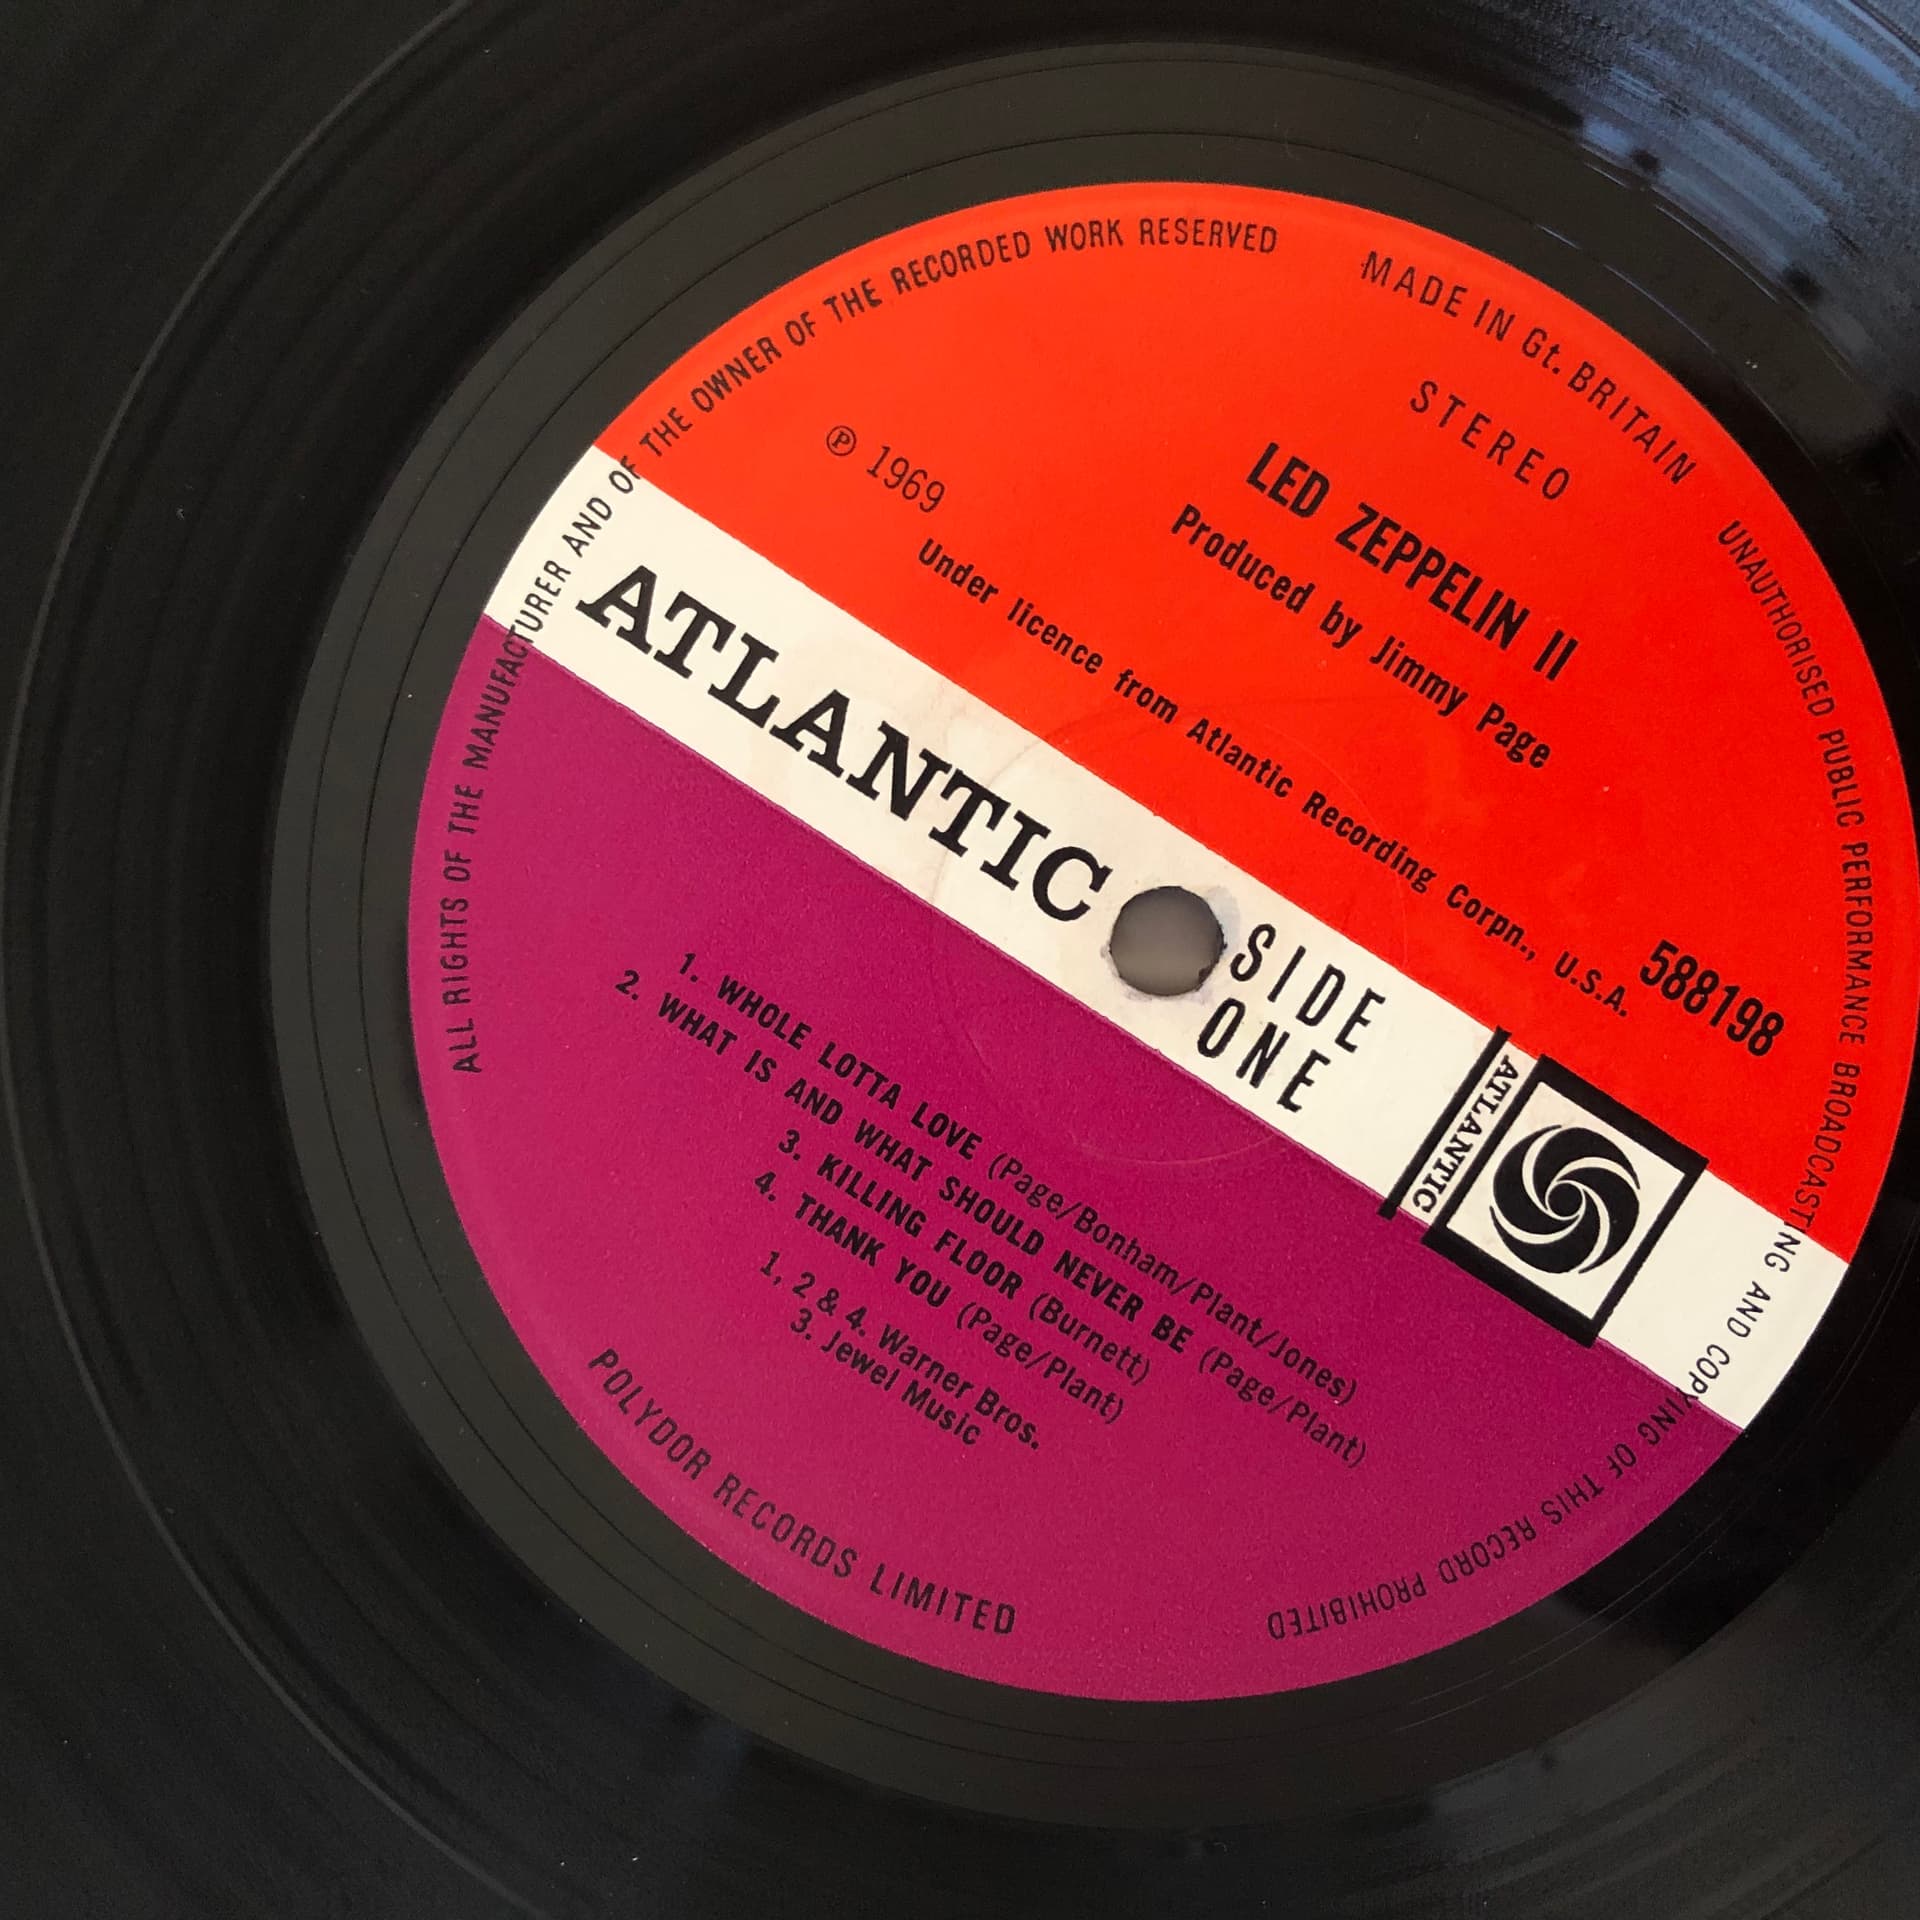 ALL RIGHTS OF THE MANUFACTURER AND OF THE OWNER OF THE RECORDED WORK RESERVED
MADE IN Gt. BRITAIN
UNAUTHORISED PUBLIC PERFORMANCE BROADCASTING AND COPYING OF THIS RECORD PROHIBITED
STEREO
℗ 1969
LED ZEPPELIN II
Produced by Jimmy Page
Under licence from Atlantic Recording Corpn., U.S.A.
588198
ATLANTIC
SIDE
ONE
ATLANTIC
1. WHOLE LOTTA LOVE (Page/Bonham/Plant/Jones)
2. WHAT IS AND WHAT SHOULD NEVER BE (Page/Plant)
3. KILLING FLOOR (Burnett)
4. THANK YOU (Page/Plant)
1, 2 & 4. Warner Bros.
3. Jewel Music
POLYDOR RECORDS LIMITED